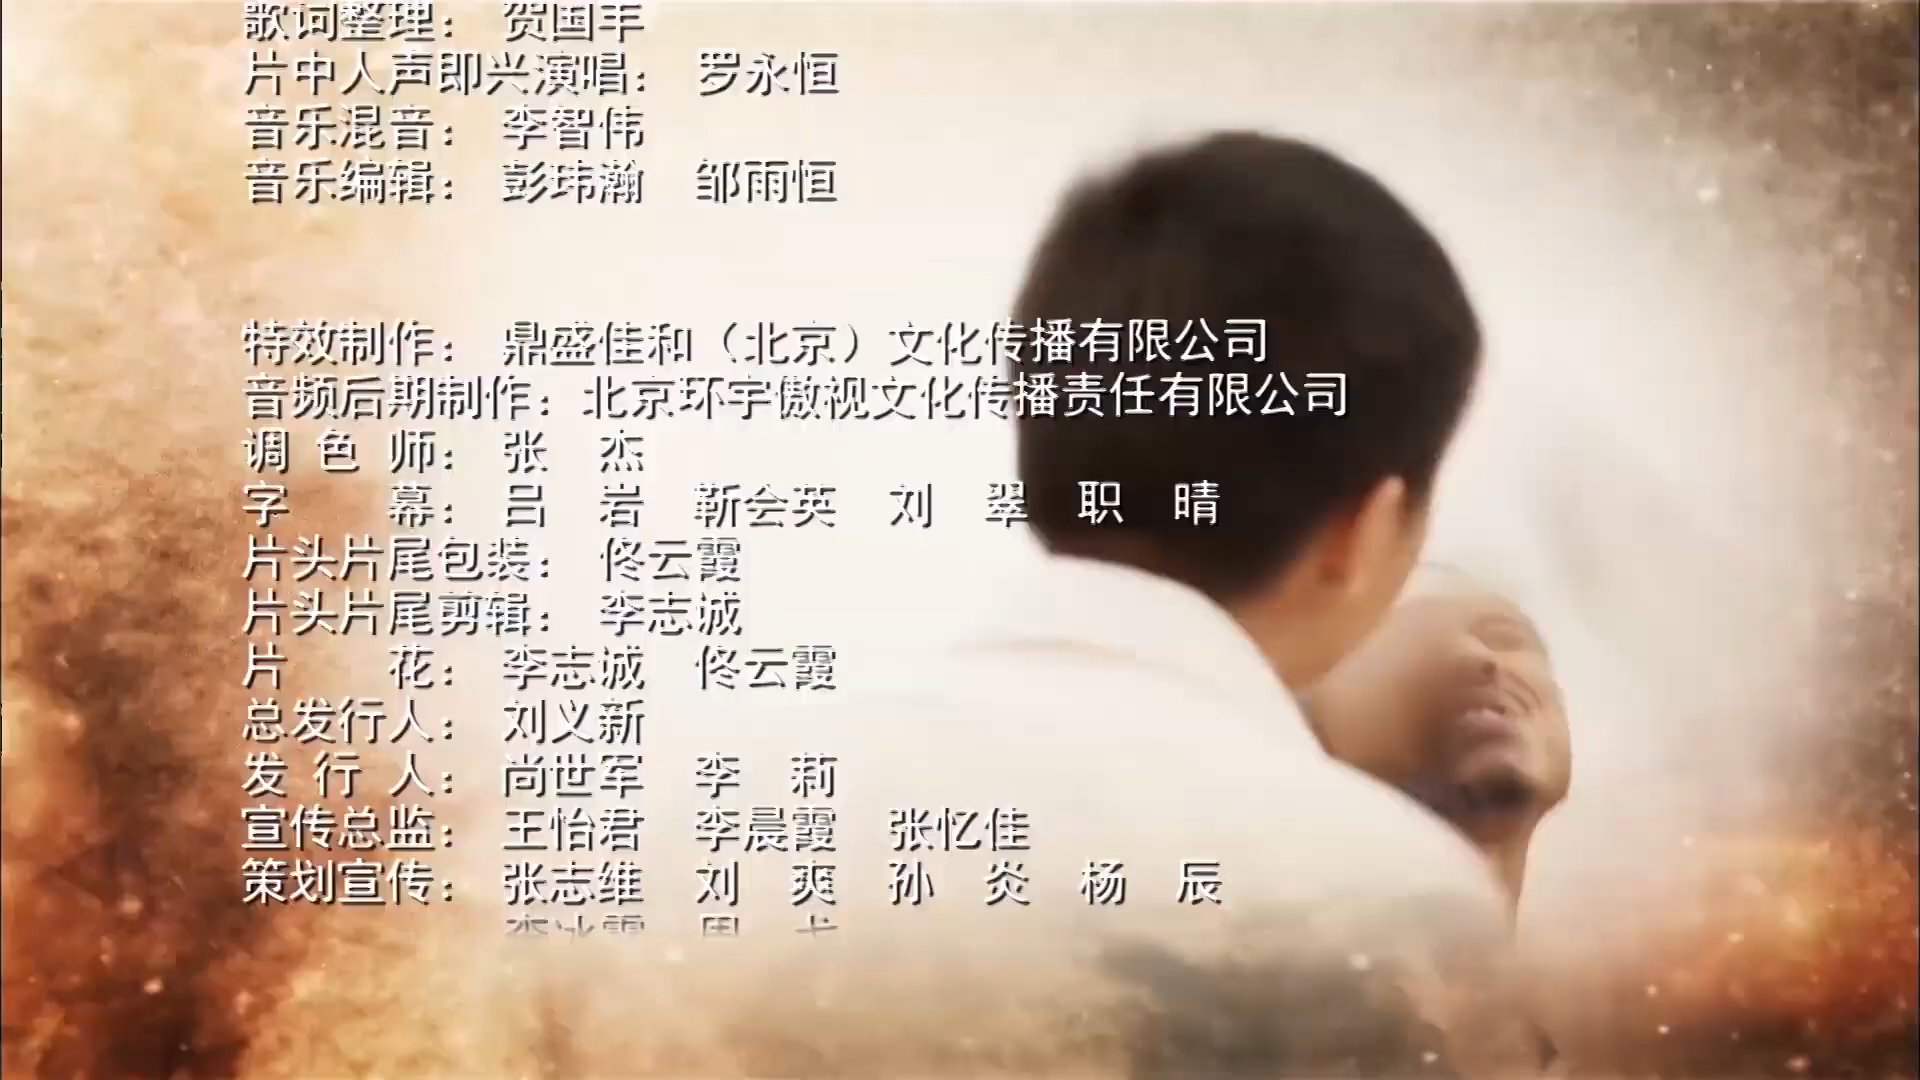 歌词整理： 贺国丰
片中人声即兴演唱： 罗永恒
音乐混音： 李智伟
音乐编辑： 彭玮瀚 邹雨恒
特效制作： 鼎盛佳和（北京）文化传播有限公司
音频后期制作：北京环宇傲视文化传播责任有限公司
调色师： 张杰
字幕： 吕岩 靳会英 刘翠 职晴
片头片尾包装： 佟云霞
片头片尾剪辑： 李志诚
片花： 李志诚 佟云霞
总发行人： 刘义新
发行人： 尚世军 李莉
宣传总监： 王怡君 李晨霞 张忆佳
策划宣传： 张志维 刘爽 孙炎 杨辰